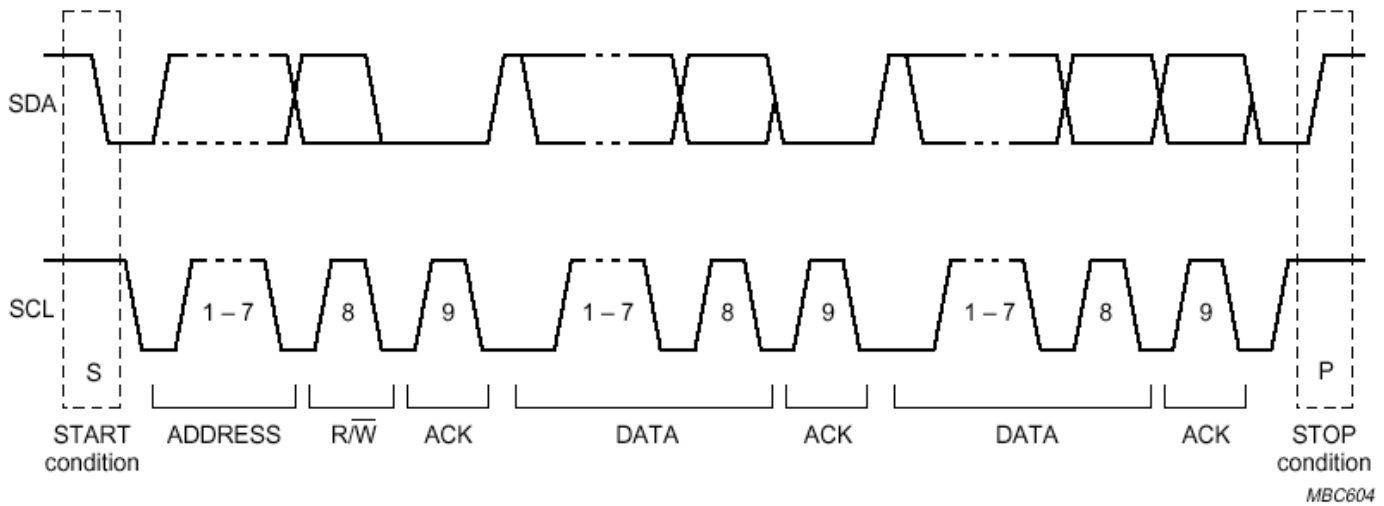 SDA
SCL
1 – 7
8
9
1 – 7
8
9
1 – 7
8
9
S
P
START
condition
ADDRESS
R/W̅
ACK
DATA
ACK
DATA
ACK
STOP
condition
MBC604